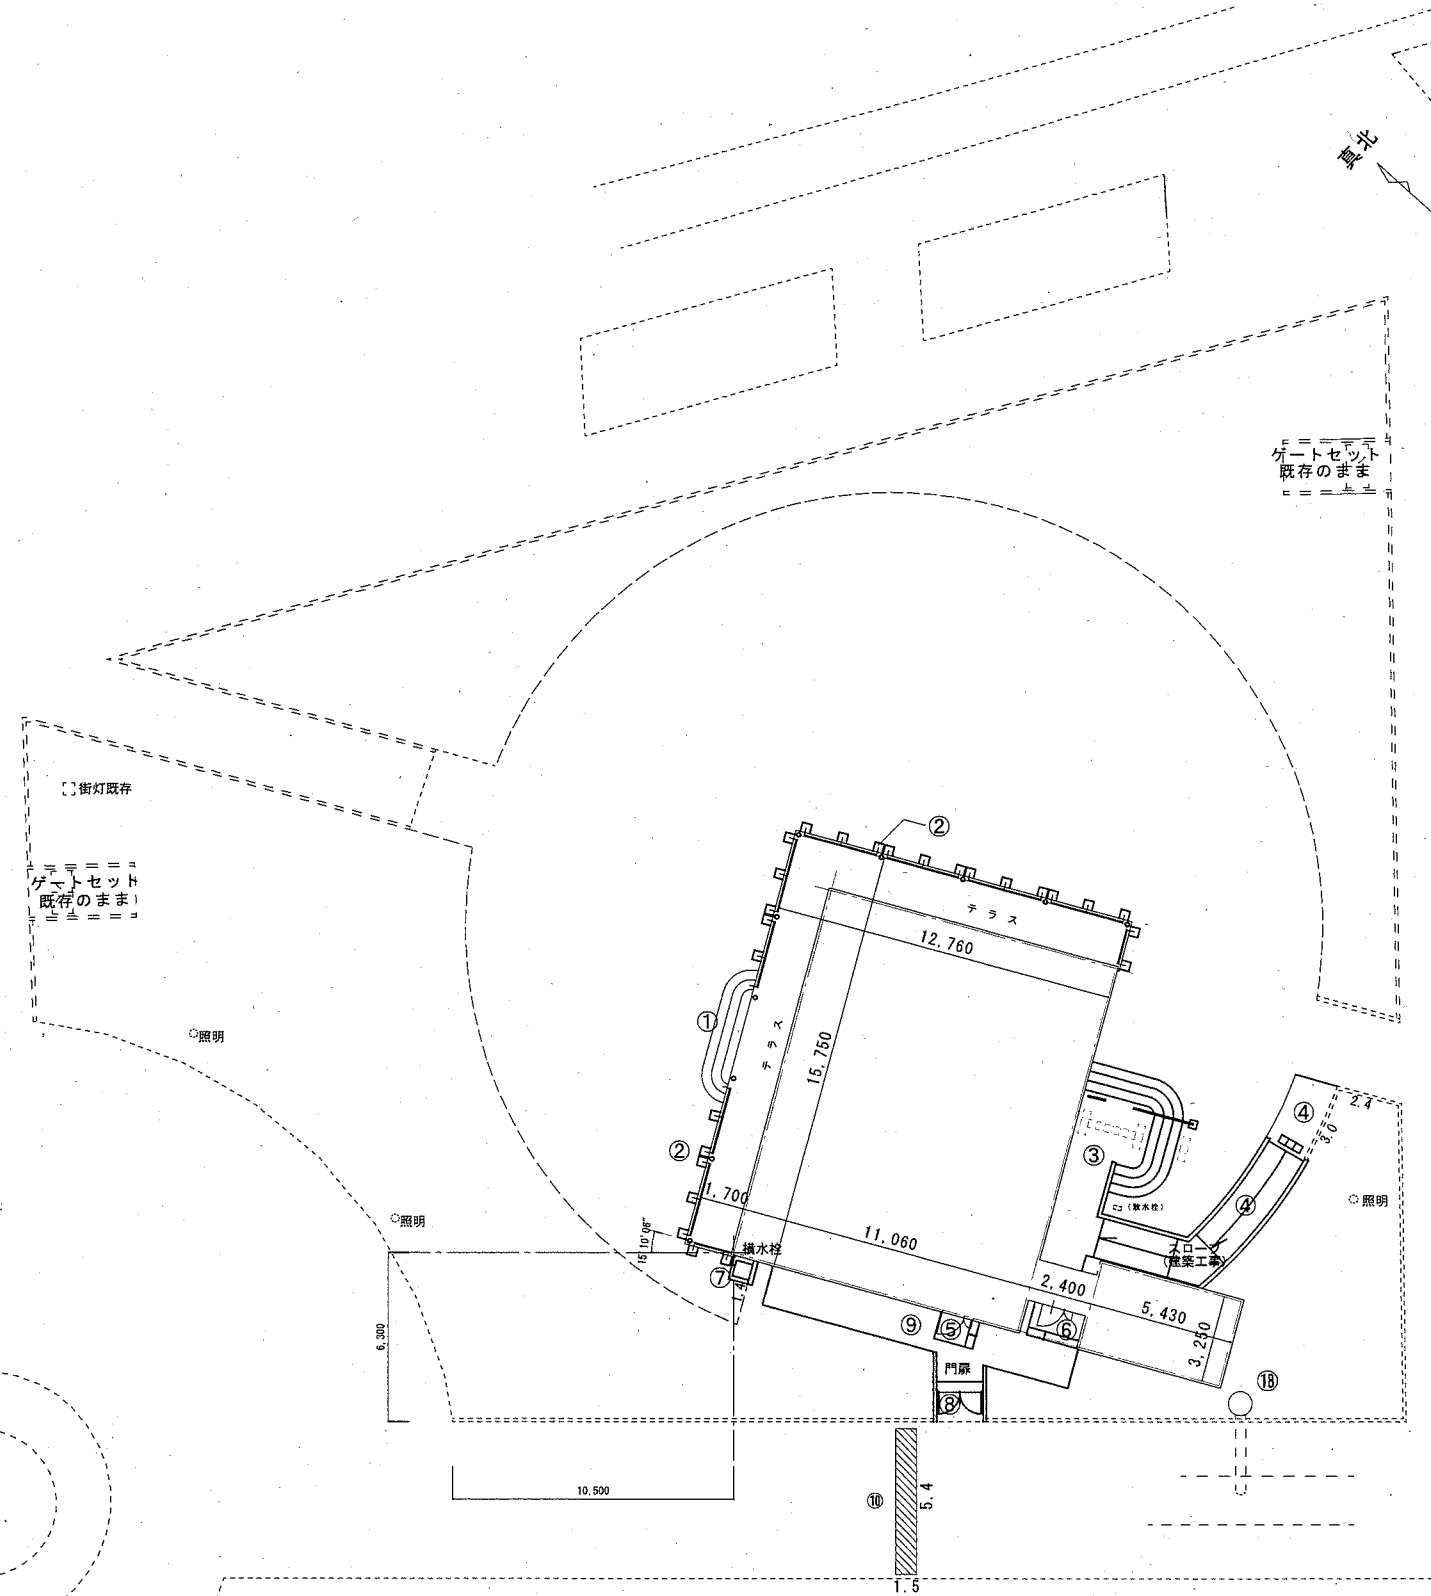 真北
ゲートセット
既存のまま
街灯既存
ゲートセット
既存のまま
照明
②
テラス
12,760
①
テラス
15,750
②
③
④
2.4
3.0
④
照明
(散水栓)
照明
1,700
11,060
15°10'06"
横水栓
スロープ
(建築工事)
⑦
2,400
5,430
3,250
⑨
⑤
⑥
6,300
門扉
⑧
⑱
10,500
⑩
5.4
1.5